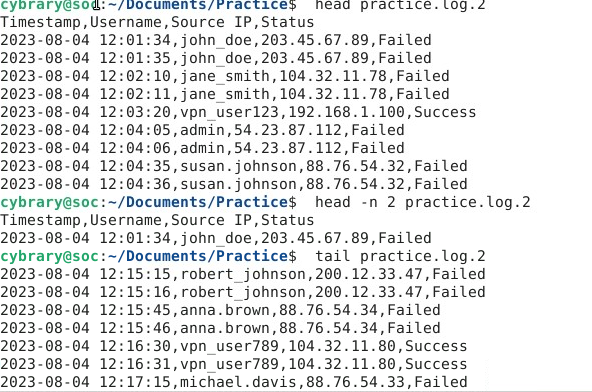 cybrary@soc:~/Documents/Practice$ head practice.log.2
Timestamp,Username,Source IP,Status
2023-08-04 12:01:34,john_doe,203.45.67.89,Failed
2023-08-04 12:01:35,john_doe,203.45.67.89,Failed
2023-08-04 12:02:10,jane_smith,104.32.11.78,Failed
2023-08-04 12:02:11,jane_smith,104.32.11.78,Failed
2023-08-04 12:03:20,vpn_user123,192.168.1.100,Success
2023-08-04 12:04:05,admin,54.23.87.112,Failed
2023-08-04 12:04:06,admin,54.23.87.112,Failed
2023-08-04 12:04:35,susan.johnson,88.76.54.32,Failed
2023-08-04 12:04:36,susan.johnson,88.76.54.32,Failed
cybrary@soc:~/Documents/Practice$ head -n 2 practice.log.2
Timestamp,Username,Source IP,Status
2023-08-04 12:01:34,john_doe,203.45.67.89,Failed
cybrary@soc:~/Documents/Practice$ tail practice.log.2
2023-08-04 12:15:15,robert_johnson,200.12.33.47,Failed
2023-08-04 12:15:16,robert_johnson,200.12.33.47,Failed
2023-08-04 12:15:45,anna.brown,88.76.54.34,Failed
2023-08-04 12:15:46,anna.brown,88.76.54.34,Failed
2023-08-04 12:16:30,vpn_user789,104.32.11.80,Success
2023-08-04 12:16:31,vpn_user789,104.32.11.80,Success
2023-08-04 12:17:15,michael.davis,88.76.54.33,Failed